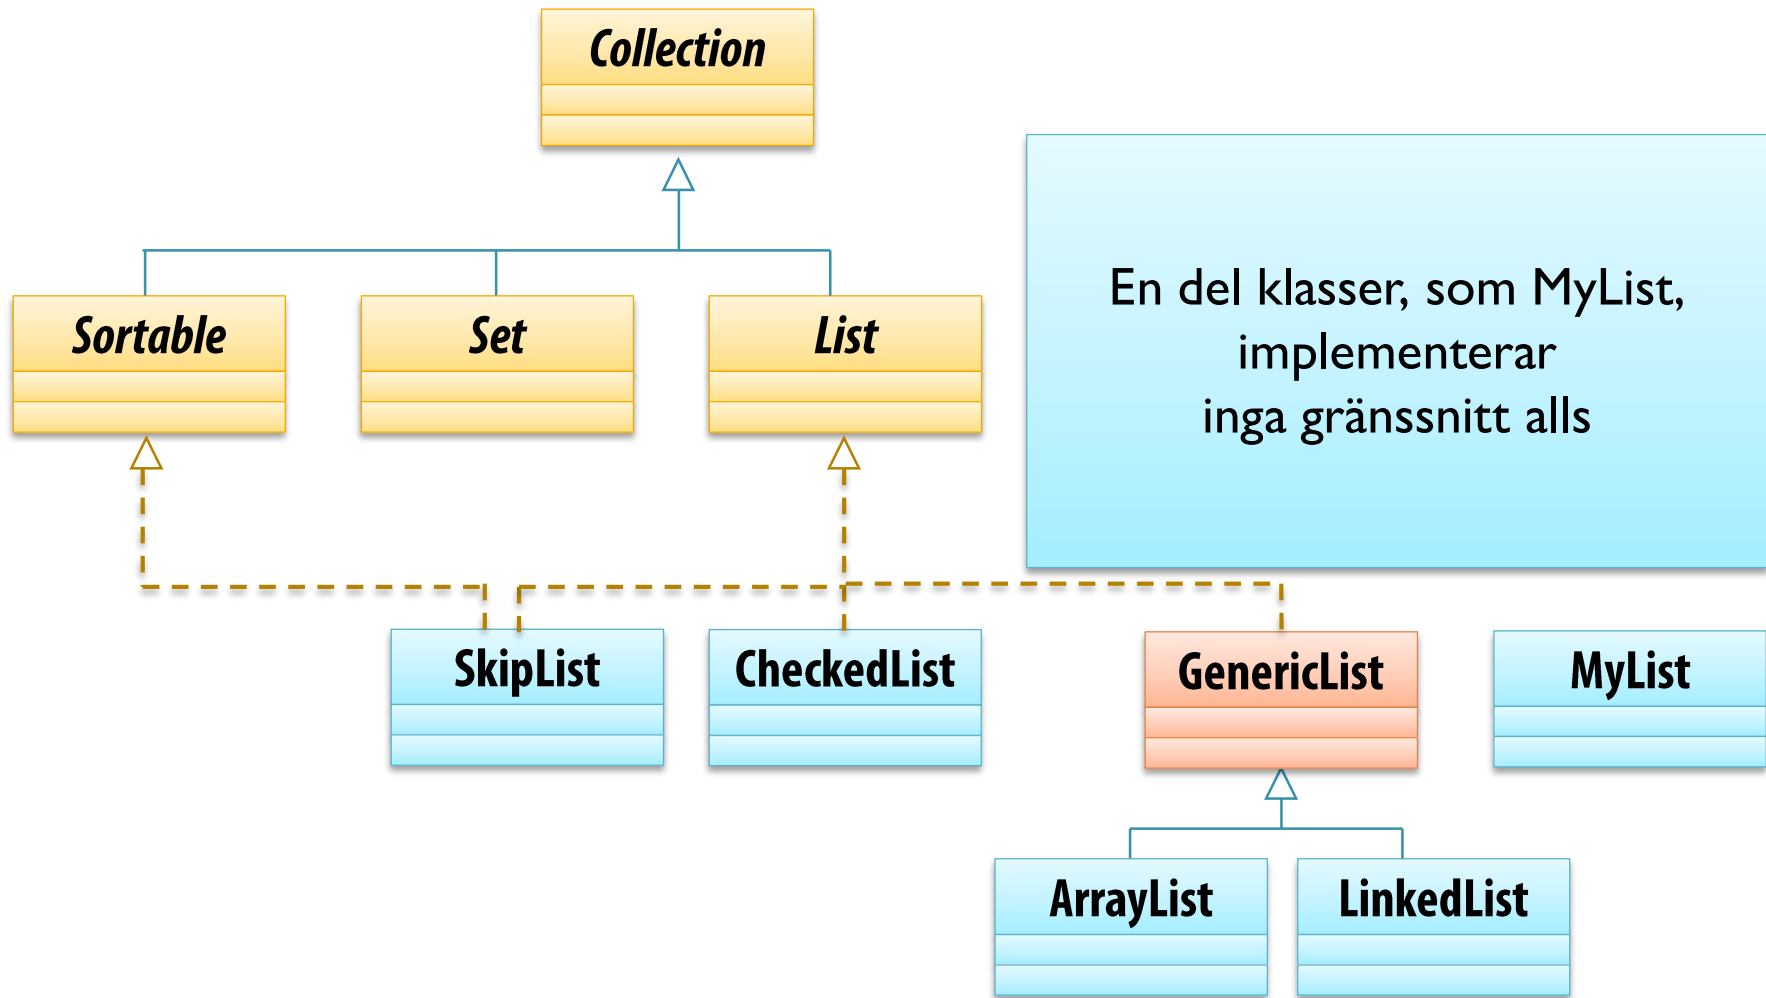 Collection
Sortable
Set
List
En del klasser, som MyList,
implementerar
inga gränssnitt alls
SkipList
CheckedList
GenericList
MyList
ArrayList
LinkedList